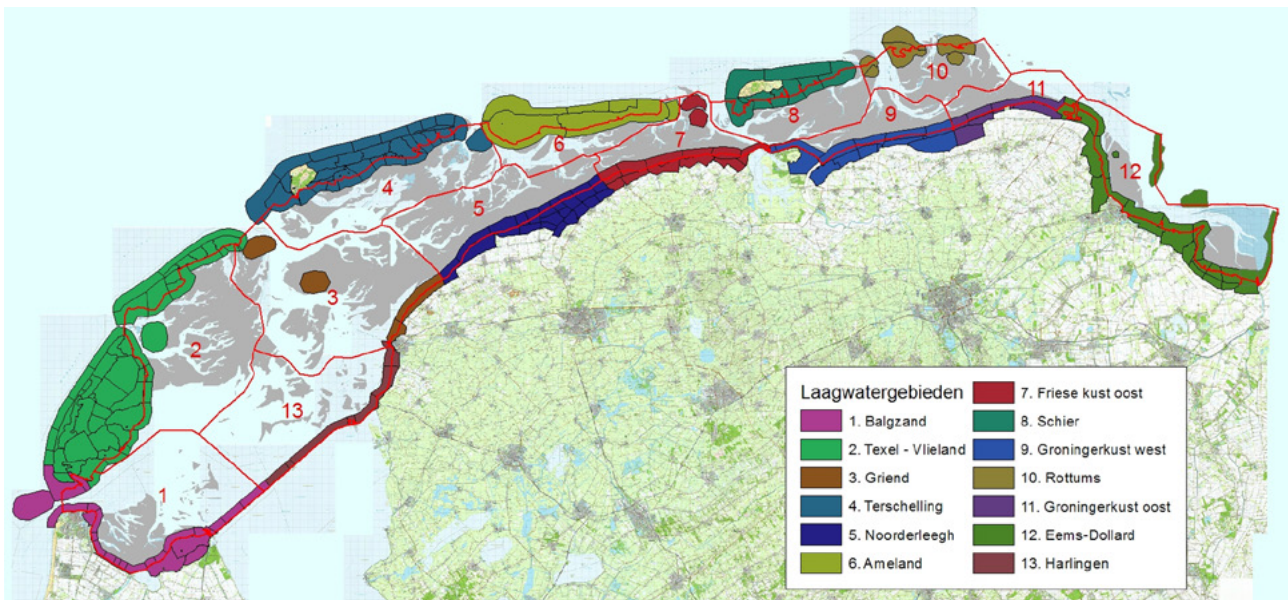 10
11
8
9
6
7
12
4
5
3
2
13
1
Laagwatergebieden
1. Balgzand
2. Texel - Vlieland
3. Griend
4. Terschelling
5. Noorderleegh
6. Ameland
7. Friese kust oost
8. Schier
9. Groningerkust west
10. Rottums
11. Groningerkust oost
12. Eems-Dollard
13. Harlingen